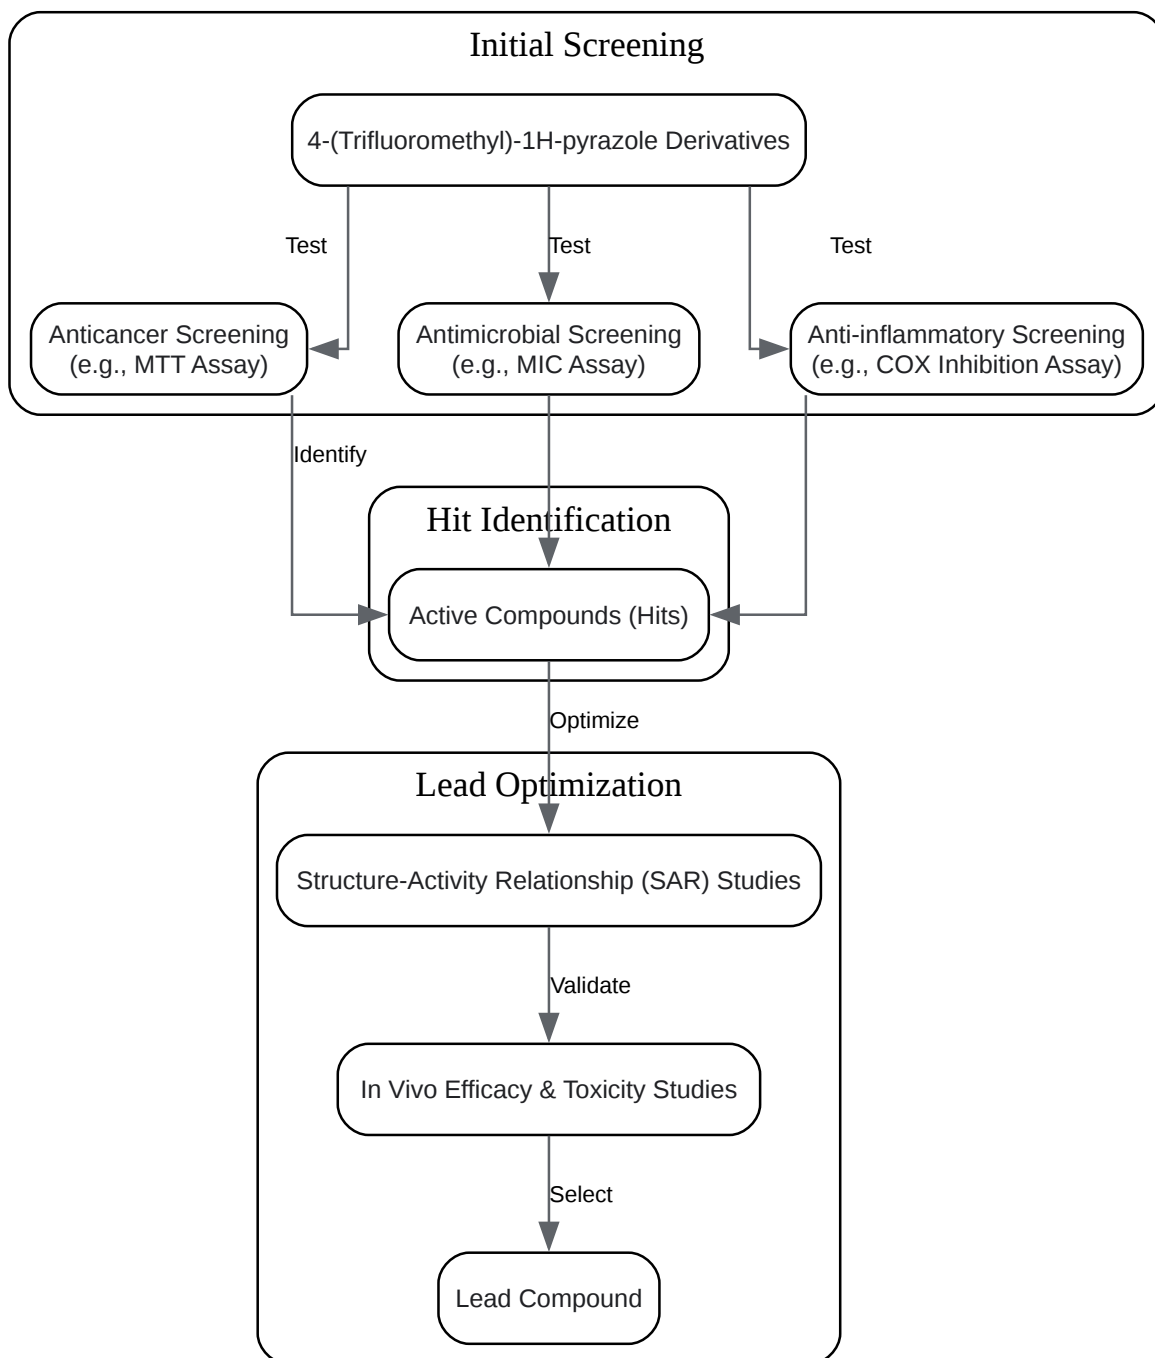 Initial Screening
4-(Trifluoromethyl)-1H-pyrazole Derivatives
Test
Test
Test
Anticancer Screening
(e.g., MTT Assay)
Antimicrobial Screening
(e.g., MIC Assay)
Anti-inflammatory Screening
(e.g., COX Inhibition Assay)
Identify
Hit Identification
Active Compounds (Hits)
Optimize
Lead Optimization
Structure-Activity Relationship (SAR) Studies
Validate
In Vivo Efficacy & Toxicity Studies
Select
Lead Compound